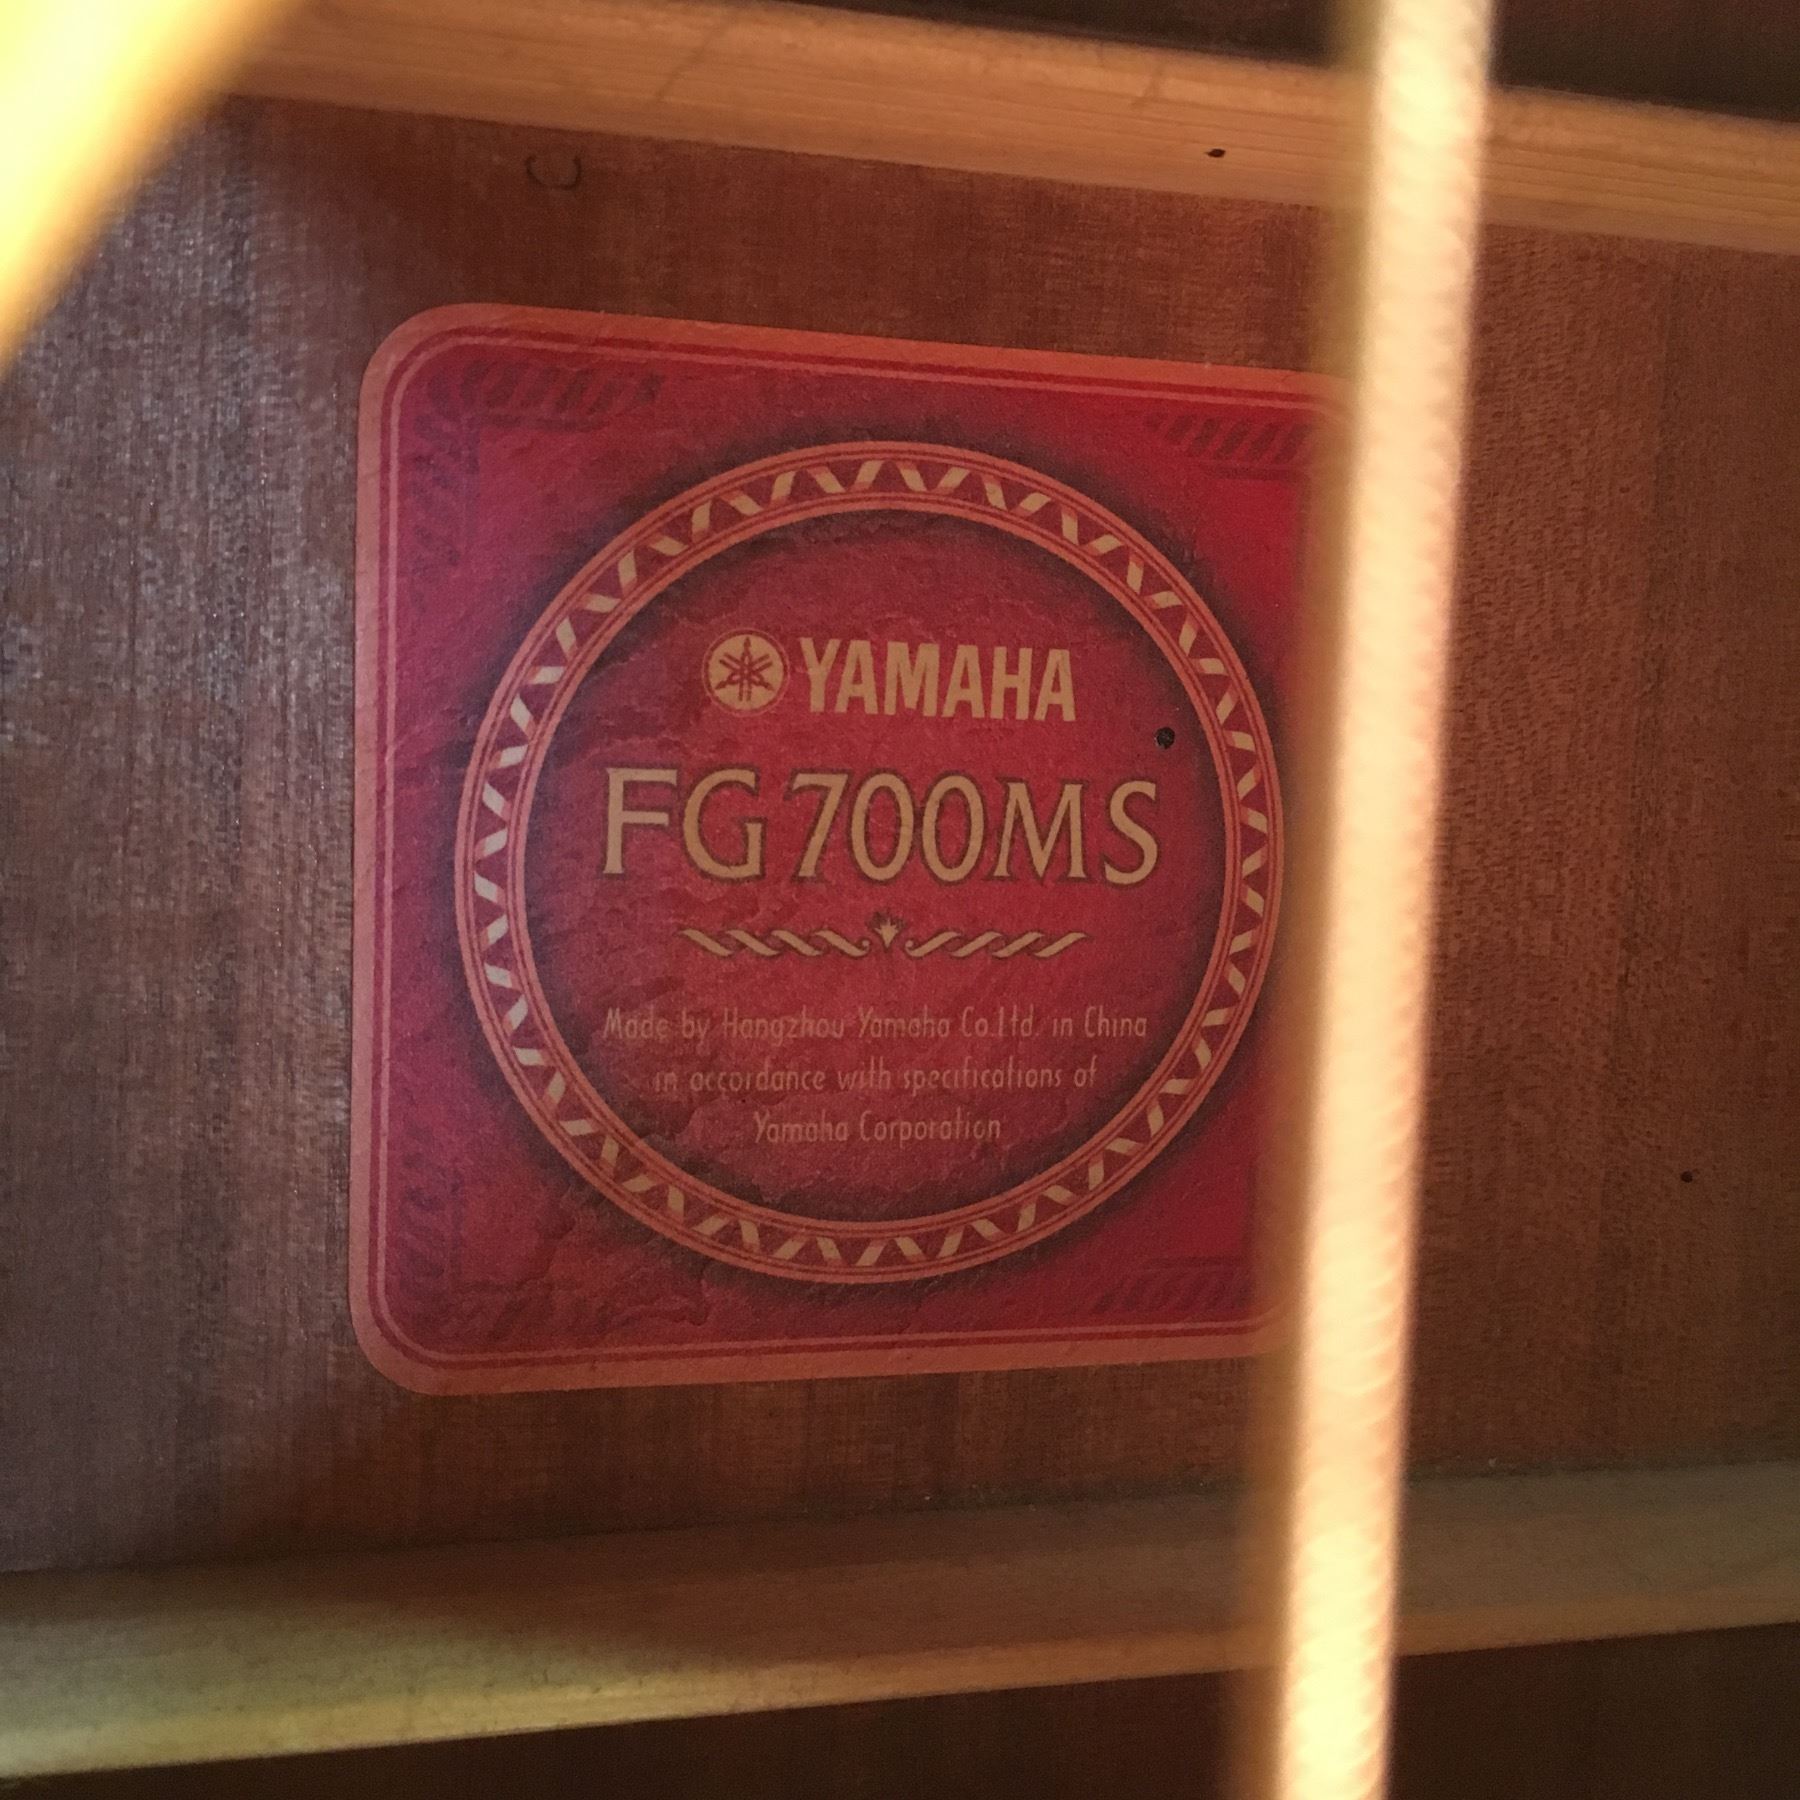 YAMAHA
FG700MS
Made by Hangzhou Yamaha Co.ltd. in China
in accordance with specifications of
Yamaha Corporation